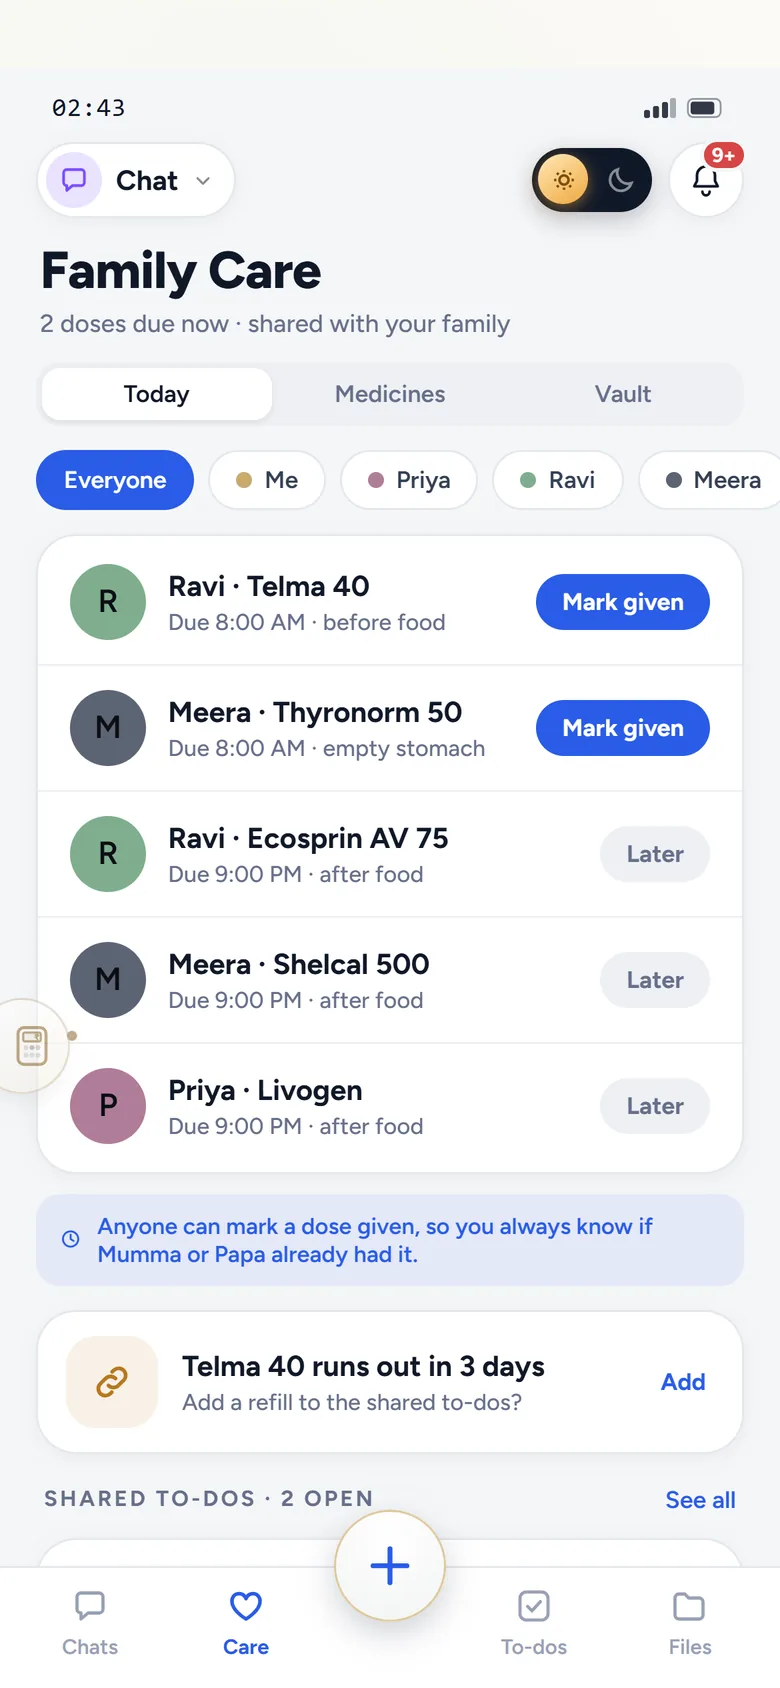 02:43
Chat
9+
Family Care
2 doses due now · shared with your family
Today
Medicines
Vault
Everyone
Me
Priya
Ravi
Meera
R
Ravi · Telma 40
Due 8:00 AM · before food
Mark given
M
Meera · Thyronorm 50
Due 8:00 AM · empty stomach
Mark given
R
Ravi · Ecosprin AV 75
Due 9:00 PM · after food
Later
M
Meera · Shelcal 500
Due 9:00 PM · after food
Later
P
Priya · Livogen
Due 9:00 PM · after food
Later
Anyone can mark a dose given, so you always know if
Mumma or Papa already had it.
Telma 40 runs out in 3 days
Add a refill to the shared to-dos?
Add
SHARED TO-DOS · 2 OPEN
See all
Chats
Care
To-dos
Files